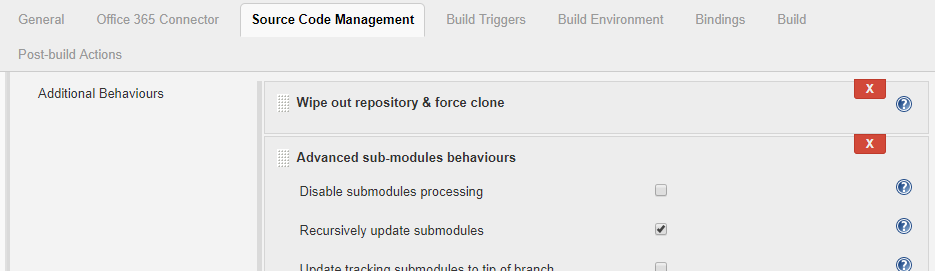 General Office 365 Connector Source Code Management Build Triggers Build Environment Bindings Build
Post-build Actions
Additional Behaviours
Wipe out repository & force clone X ?
Advanced sub-modules behaviours X
Disable submodules processing ?
Recursively update submodules ?
Update tracking submodules to tip of branch ?